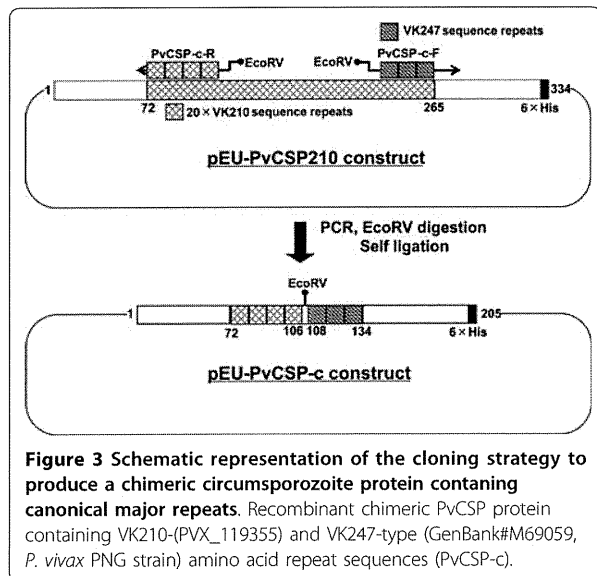 VK247 sequence repeats
PvCSP-c-R
EcoRV
EcoRV
PvCSP-c-F
1
334
72
20 × VK210 sequence repeats
265
6 × His
pEU-PvCSP210 construct
PCR, EcoRV digestion
Self ligation
EcoRV
1
205
72
106
108
134
6 × His
pEU-PvCSP-c construct
Figure 3 Schematic representation of the cloning strategy to
produce a chimeric circumsporozoite protein contaning
canonical major repeats. Recombinant chimeric PvCSP protein
containing VK210-(PVX_119355) and VK247-type (GenBank#M69059,
P. vivax PNG strain) amino acid repeat sequences (PvCSP-c).